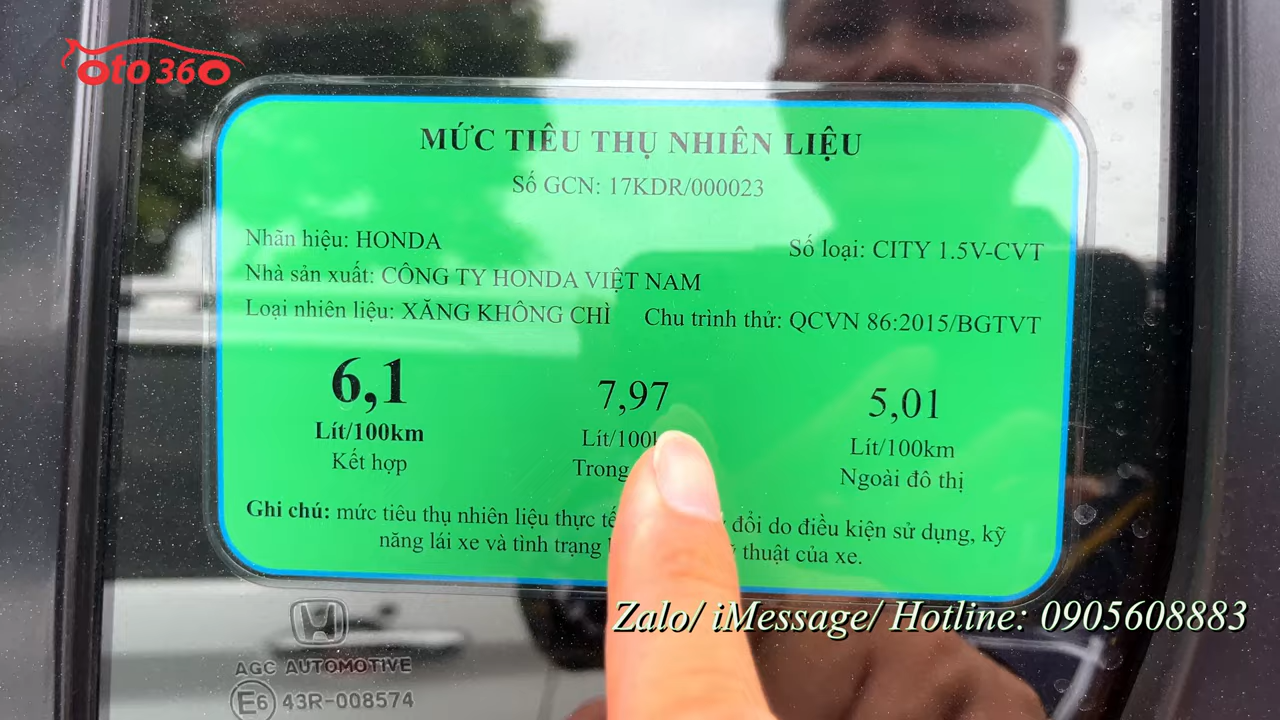 oto360
MỨC TIÊU THỤ NHIÊN LIỆU
Số GCN: 17KDR/000023
Nhãn hiệu: HONDA Số loại: CITY 1.5V-CVT
Nhà sản xuất: CÔNG TY HONDA VIỆT NAM
Loại nhiên liệu: XĂNG KHÔNG CHÌ Chu trình thử: QCVN 86:2015/BGTVT
6,1 7,97 5,01
Lít/100km Lít/100 Lít/100km
Kết hợp Trong Ngoài đô thị
Ghi chú: mức tiêu thụ nhiên liệu thực tế đổi do điều kiện sử dụng, kỹ
năng lái xe và tình trạng thuật của xe.
Zalo/ iMessage/ Hotline: 0905608883
AGC AUTOMOTIVE
E6 43R-008574